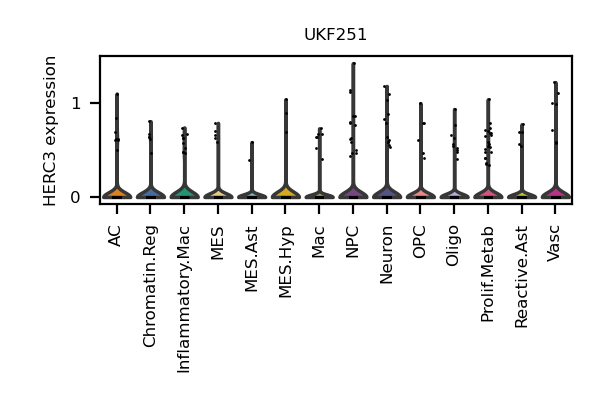 UKF251
HERC3 expression
1
0
AC
Chromatin.Reg
Inflammatory.Mac
MES
MES.Ast
MES.Hyp
Mac
NPC
Neuron
OPC
Oligo
Prolif.Metab
Reactive.Ast
Vasc